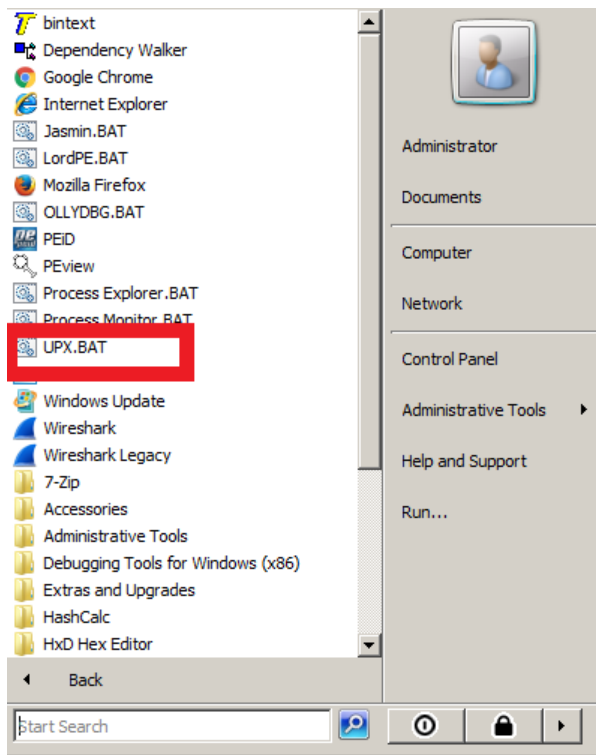 bintext
Dependency Walker
Google Chrome
Internet Explorer
Jasmin.BAT
LordPE.BAT
Mozilla Firefox
OLLYDBG.BAT
PEiD
PEview
Process Explorer.BAT
Process Monitor.BAT
UPX.BAT
Windows Update
Wireshark
Wireshark Legacy
7-Zip
Accessories
Administrative Tools
Debugging Tools for Windows (x86)
Extras and Upgrades
HashCalc
HxD Hex Editor
Back
Start Search
Administrator
Documents
Computer
Network
Control Panel
Administrative Tools
Help and Support
Run...